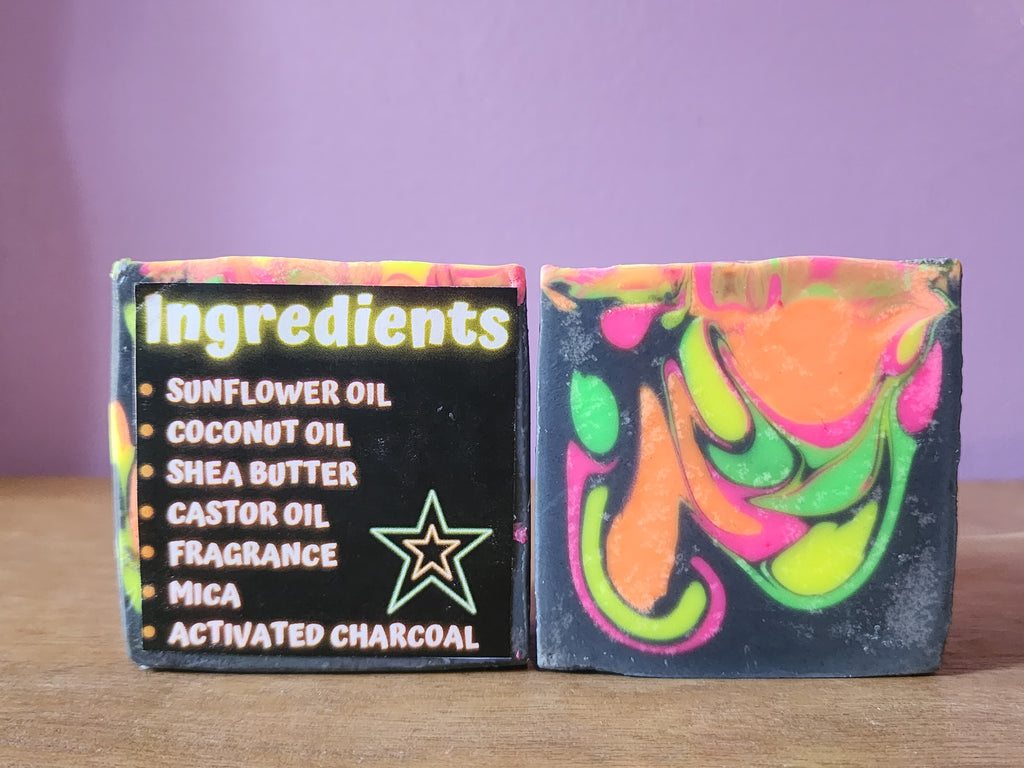 Ingredients
• SUNFLOWER OIL
• COCONUT OIL
• SHEA BUTTER
• CASTOR OIL
• FRAGRANCE
• MICA
• ACTIVATED CHARCOAL